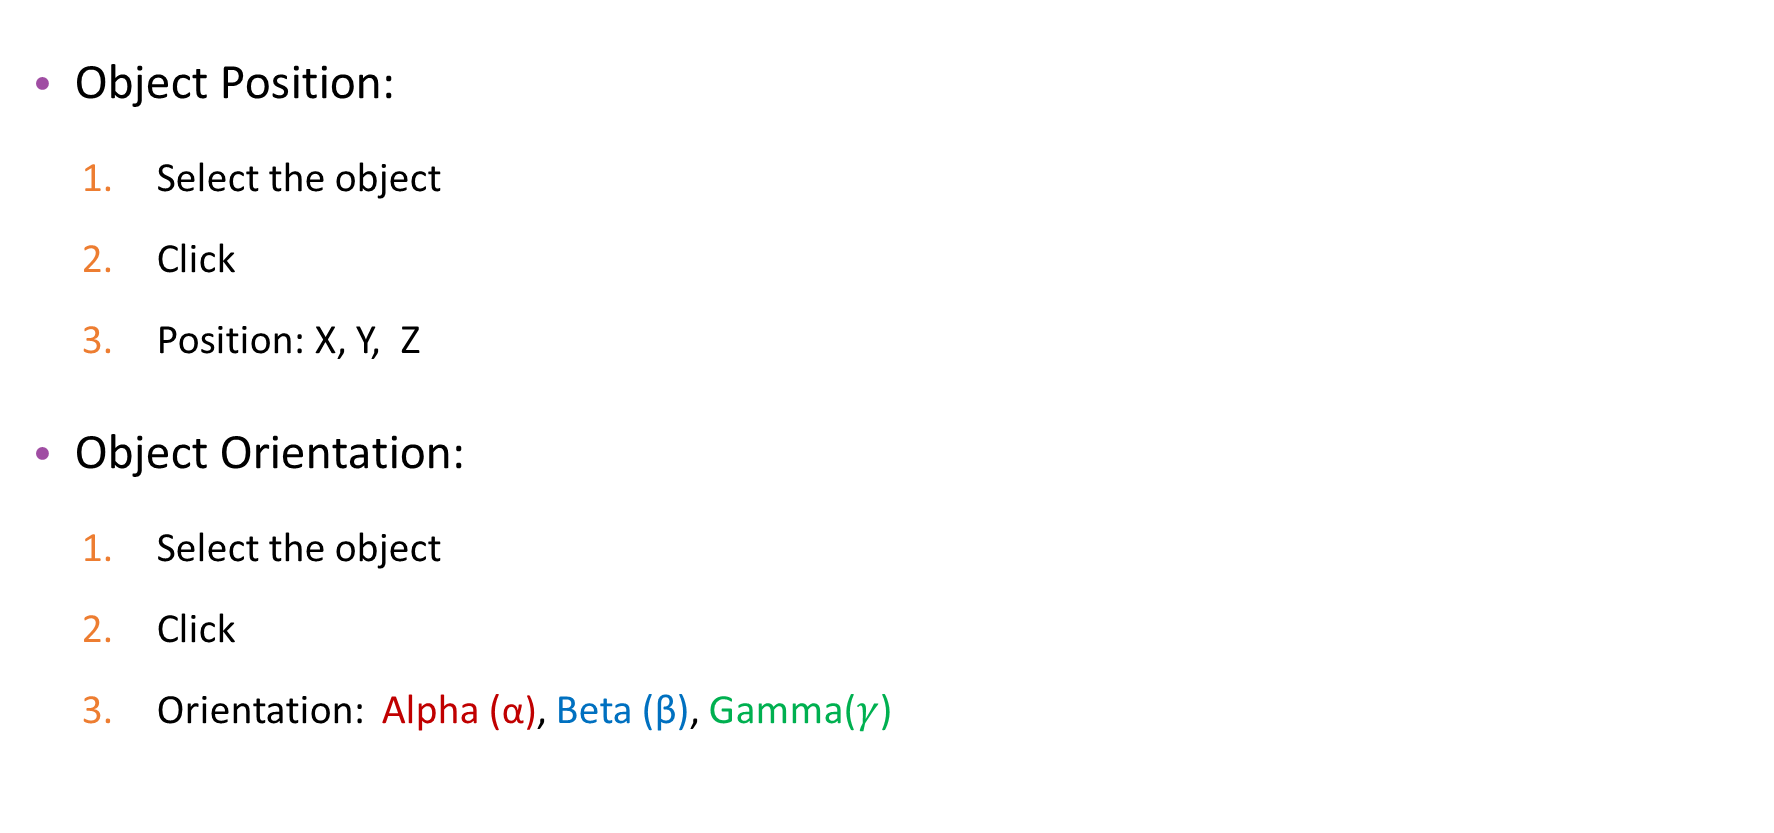 • Object Position:
1. Select the object
2. Click
3. Position: X, Y, Z
• Object Orientation:
1. Select the object
2. Click
3. Orientation: Alpha (α), Beta (β), Gamma(γ)